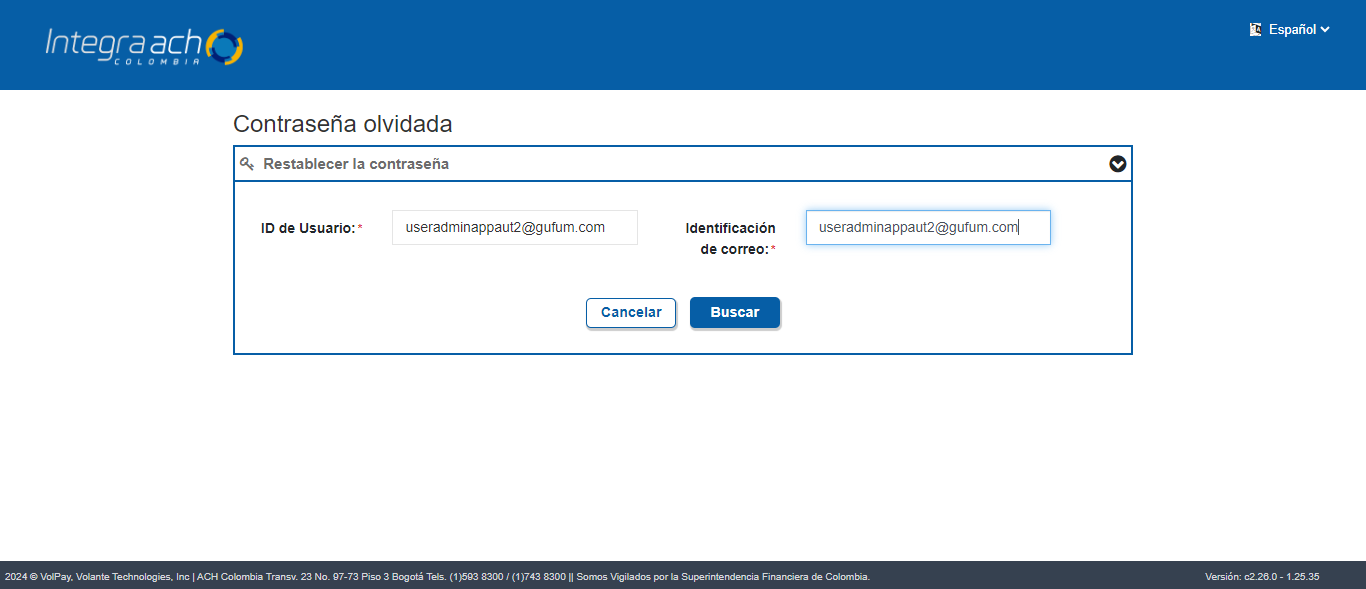 Integra ach
COLOMBIA
Español
Contraseña olvidada
Restablecer la contraseña
ID de Usuario:* useradminappaut2@gufum.com Identificación de correo:* useradminappaut2@gufum.com
Cancelar Buscar
2024 © VolPay, Volante Technologies, Inc | ACH Colombia Transv. 23 No. 97-73 Piso 3 Bogotá Tels. (1)593 8300 / (1)743 8300 || Somos Vigilados por la Superintendencia Financiera de Colombia. Versión: c2.26.0 - 1.25.35